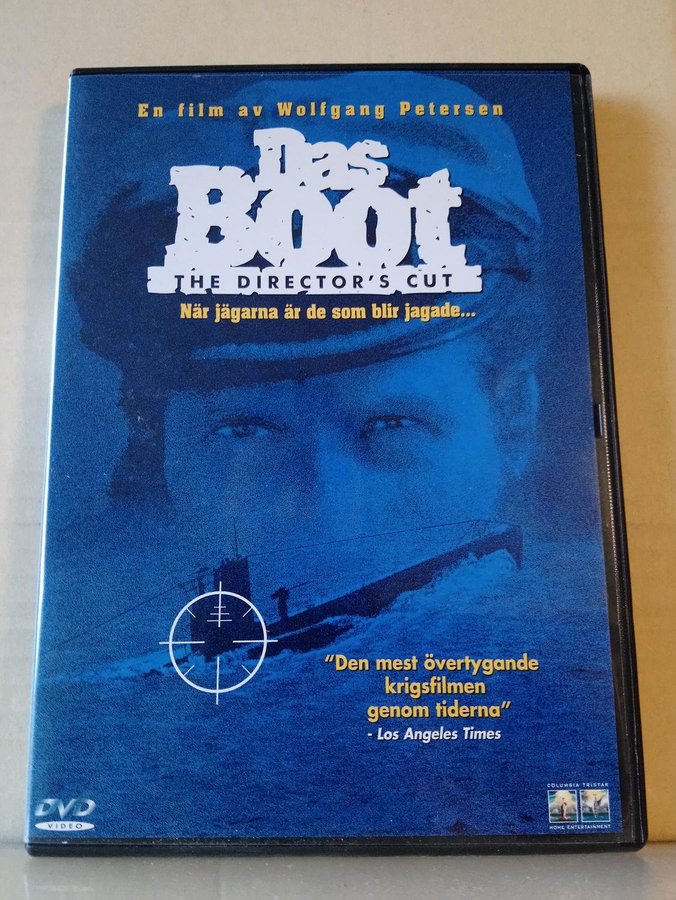 En film av Wolfgang Petersen
Das
Boot
THE DIRECTOR'S CUT
När jägarna är de som blir jagade...
"Den mest övertygande
krigsfilmen
genom tiderna"
- Los Angeles Times
DVD
VIDEO
COLUMBIA TRISTAR
HOME ENTERTAINMENT